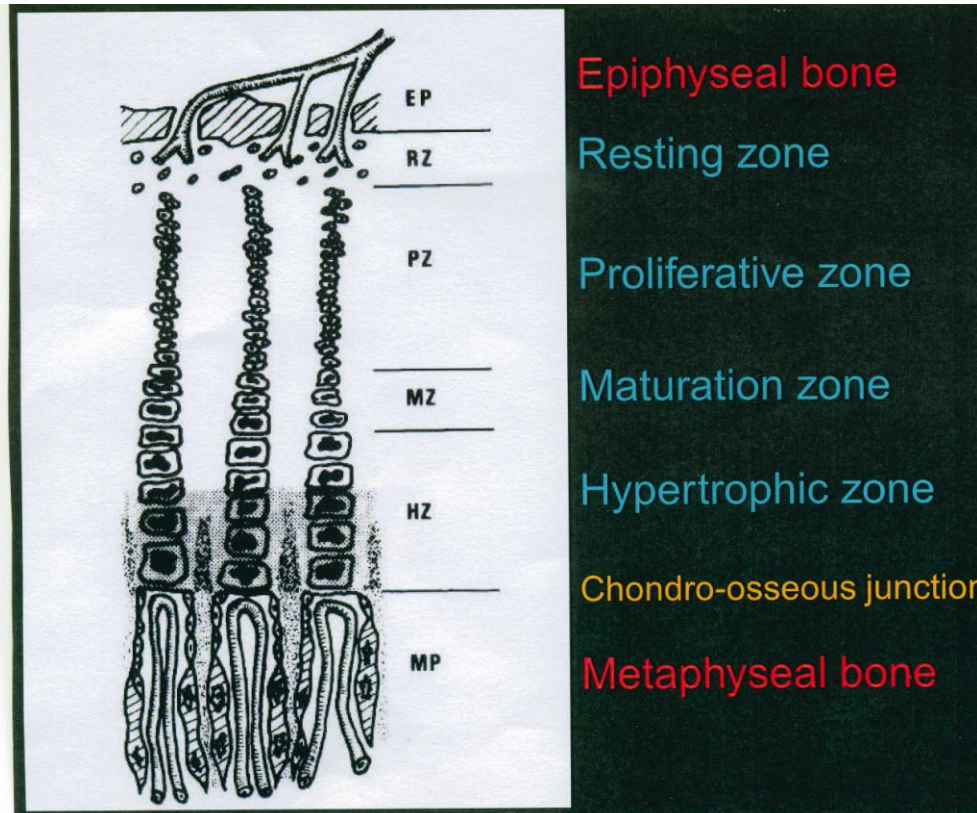 EP
Epiphyseal bone
RZ
Resting zone
PZ
Proliferative zone
MZ
Maturation zone
HZ
Hypertrophic zone
Chondro-osseous junction
MP
Metaphyseal bone